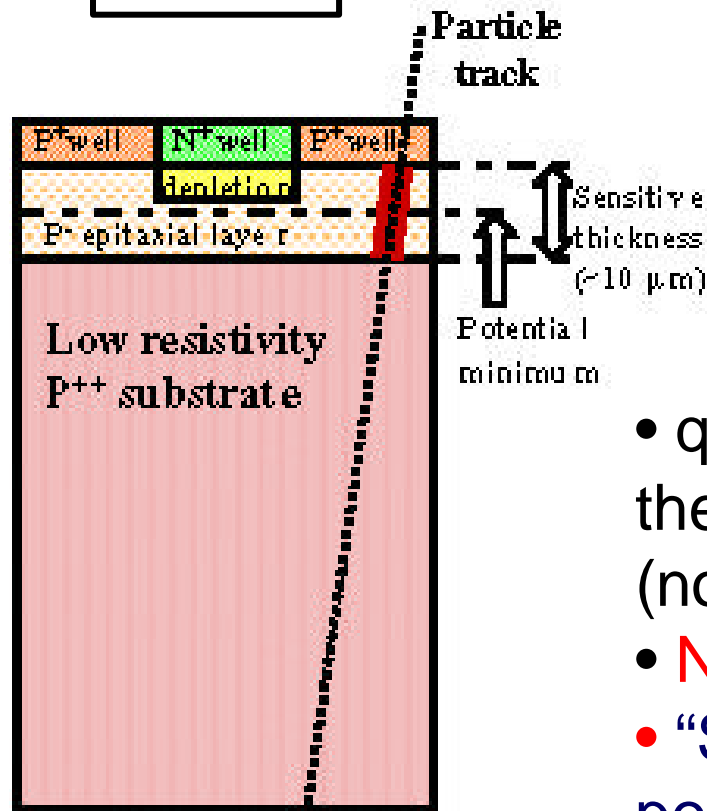 Particle
track
P⁺well N⁺well P⁺well
depletion
P⁻ epitaxial layer
Sensitive
thickness
(~10 μm)
Potential
minimum
Low resistivity
P⁺⁺ substrate
• q
the
(no
• N
• “S